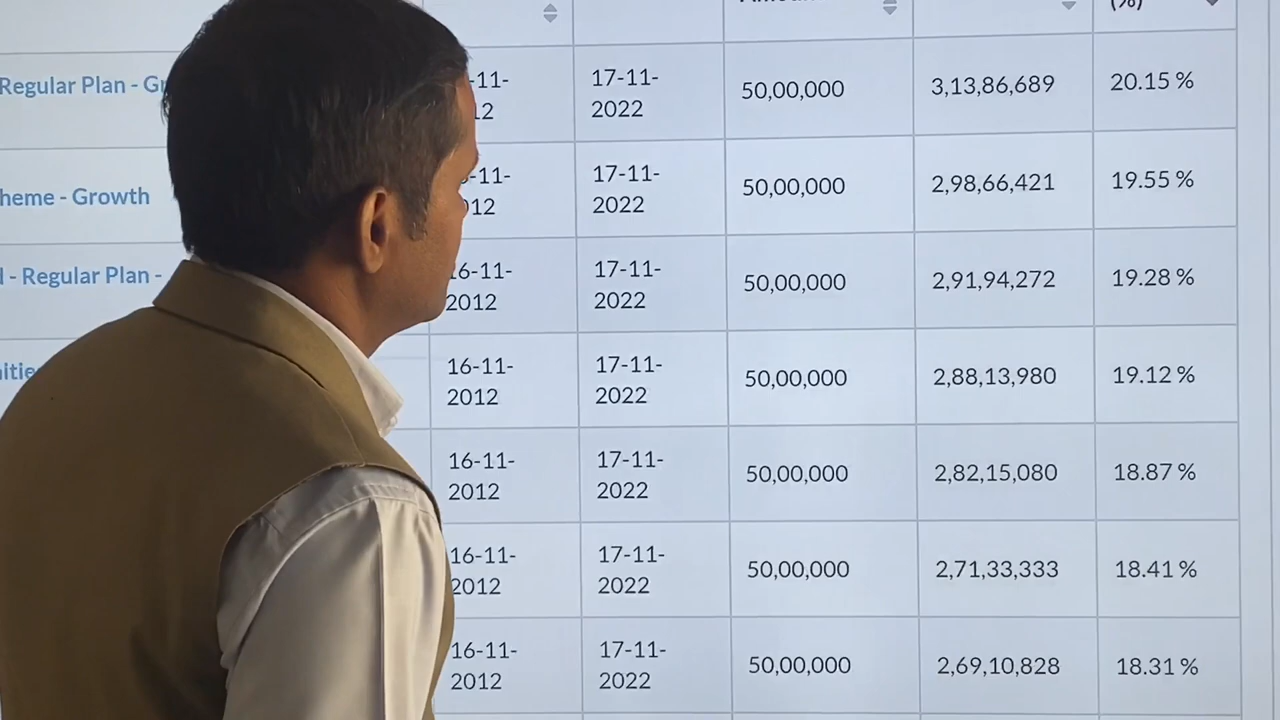 (%)
Regular Plan - 11- 17-11- 50,00,000 3,13,86,689 20.15 %
2022
heme - Growth -11- 17-11- 50,00,000 2,98,66,421 19.55 %
2022
- Regular Plan - 16-11- 17-11- 50,00,000 2,91,94,272 19.28 %
2012 2022
16-11- 17-11- 50,00,000 2,88,13,980 19.12 %
2012 2022
16-11- 17-11- 50,00,000 2,82,15,080 18.87 %
2012 2022
16-11- 17-11- 50,00,000 2,71,33,333 18.41 %
2012 2022
16-11- 17-11- 50,00,000 2,69,10,828 18.31 %
2012 2022